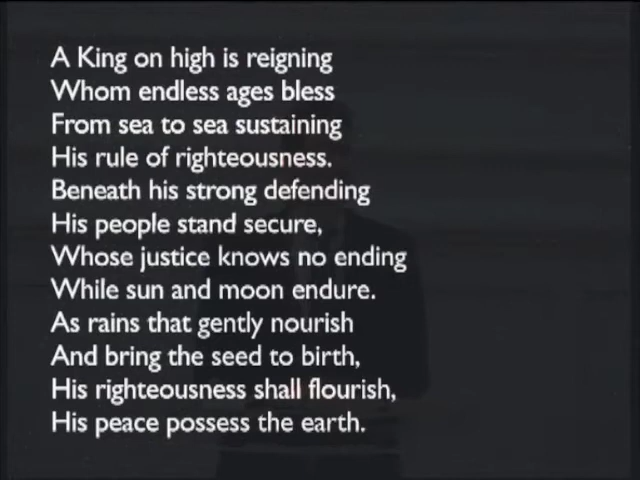 A King on high is reigning
Whom endless ages bless
From sea to sea sustaining
His rule of righteousness.
Beneath his strong defending
His people stand secure,
Whose justice knows no ending
While sun and moon endure.
As rains that gently nourish
And bring the seed to birth,
His righteousness shall flourish,
His peace possess the earth.